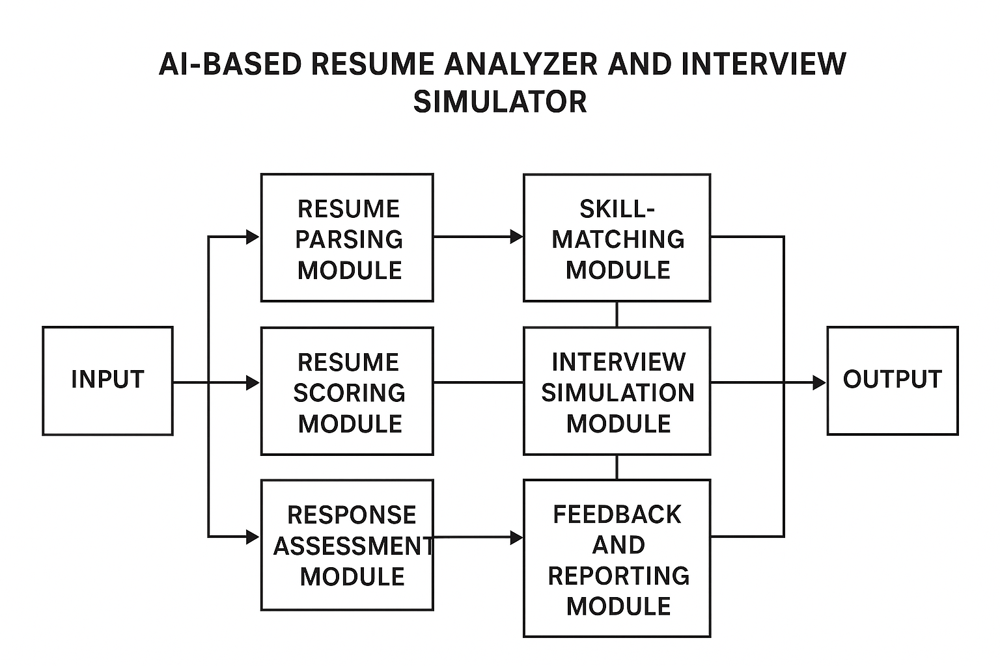 AI-BASED RESUME ANALYZER AND INTERVIEW
SIMULATOR
INPUT
RESUME
PARSING
MODULE
SKILL-
MATCHING
MODULE
RESUME
SCORING
MODULE
INTERVIEW
SIMULATION
MODULE
RESPONSE
ASSESSMENT
MODULE
FEEDBACK
AND
REPORTING
MODULE
OUTPUT